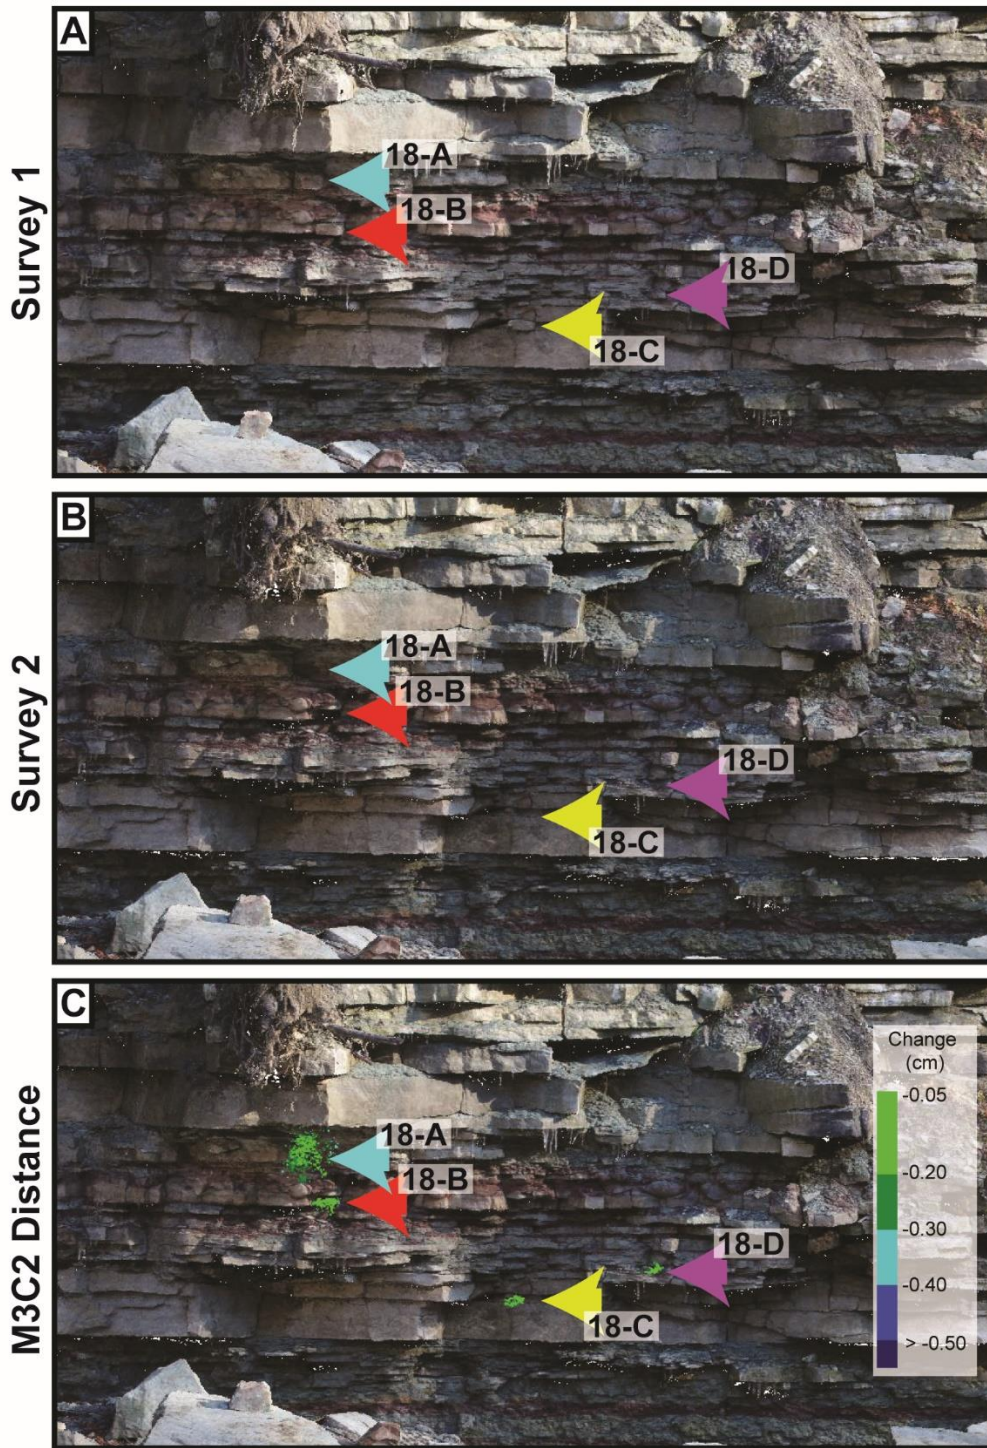 A
Survey 1
18-A
18-B
18-D
18-C
B
Survey 2
18-A
18-B
18-D
18-C
C
M3C2 Distance
18-A
18-B
18-D
18-C
Change
(cm)
-0.05
-0.20
-0.30
-0.40
> -0.50